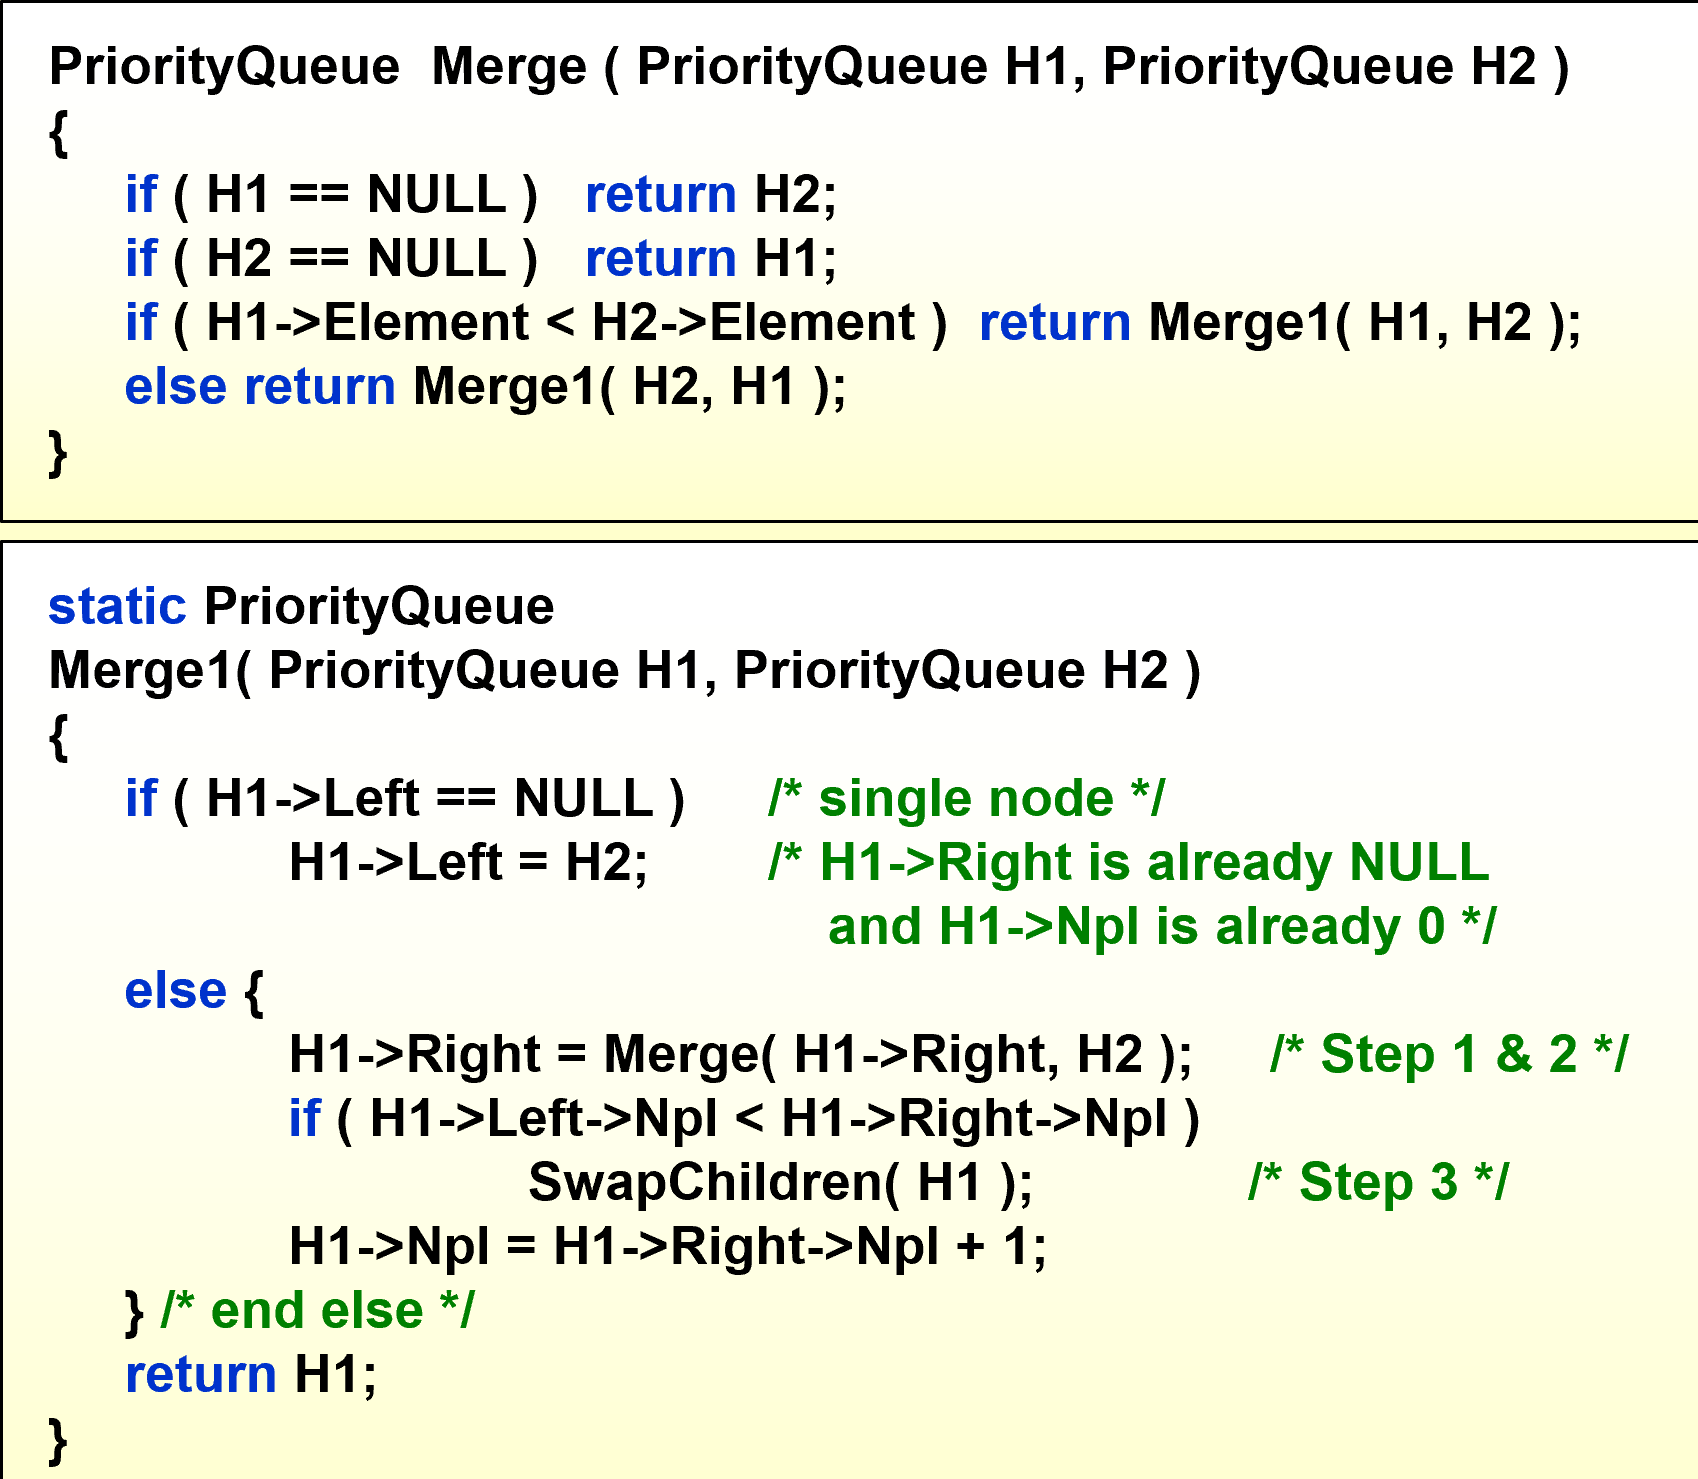 PriorityQueue Merge ( PriorityQueue H1, PriorityQueue H2 )
{
if ( H1 == NULL ) return H2;
if ( H2 == NULL ) return H1;
if ( H1->Element < H2->Element ) return Merge1( H1, H2 );
else return Merge1( H2, H1 );
}
static PriorityQueue
Merge1( PriorityQueue H1, PriorityQueue H2 )
{
if ( H1->Left == NULL ) /* single node */
H1->Left = H2; /* H1->Right is already NULL
and H1->Npl is already 0 */
else {
H1->Right = Merge( H1->Right, H2 ); /* Step 1 & 2 */
if ( H1->Left->Npl < H1->Right->Npl )
SwapChildren( H1 ); /* Step 3 */
H1->Npl = H1->Right->Npl + 1;
} /* end else */
return H1;
}